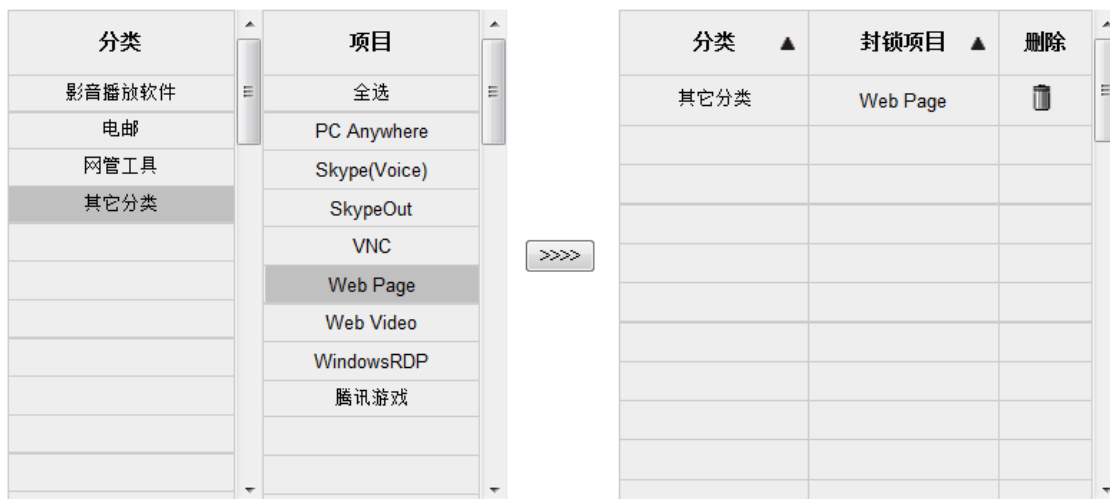 分类
影音播放软件
电邮
网管工具
其它分类
项目
全选
PC Anywhere
Skype(Voice)
SkypeOut
VNC
Web Page
Web Video
WindowsRDP
腾讯游戏
>>>>
分类 ▲ 封锁项目 ▲ 删除
其它分类 Web Page